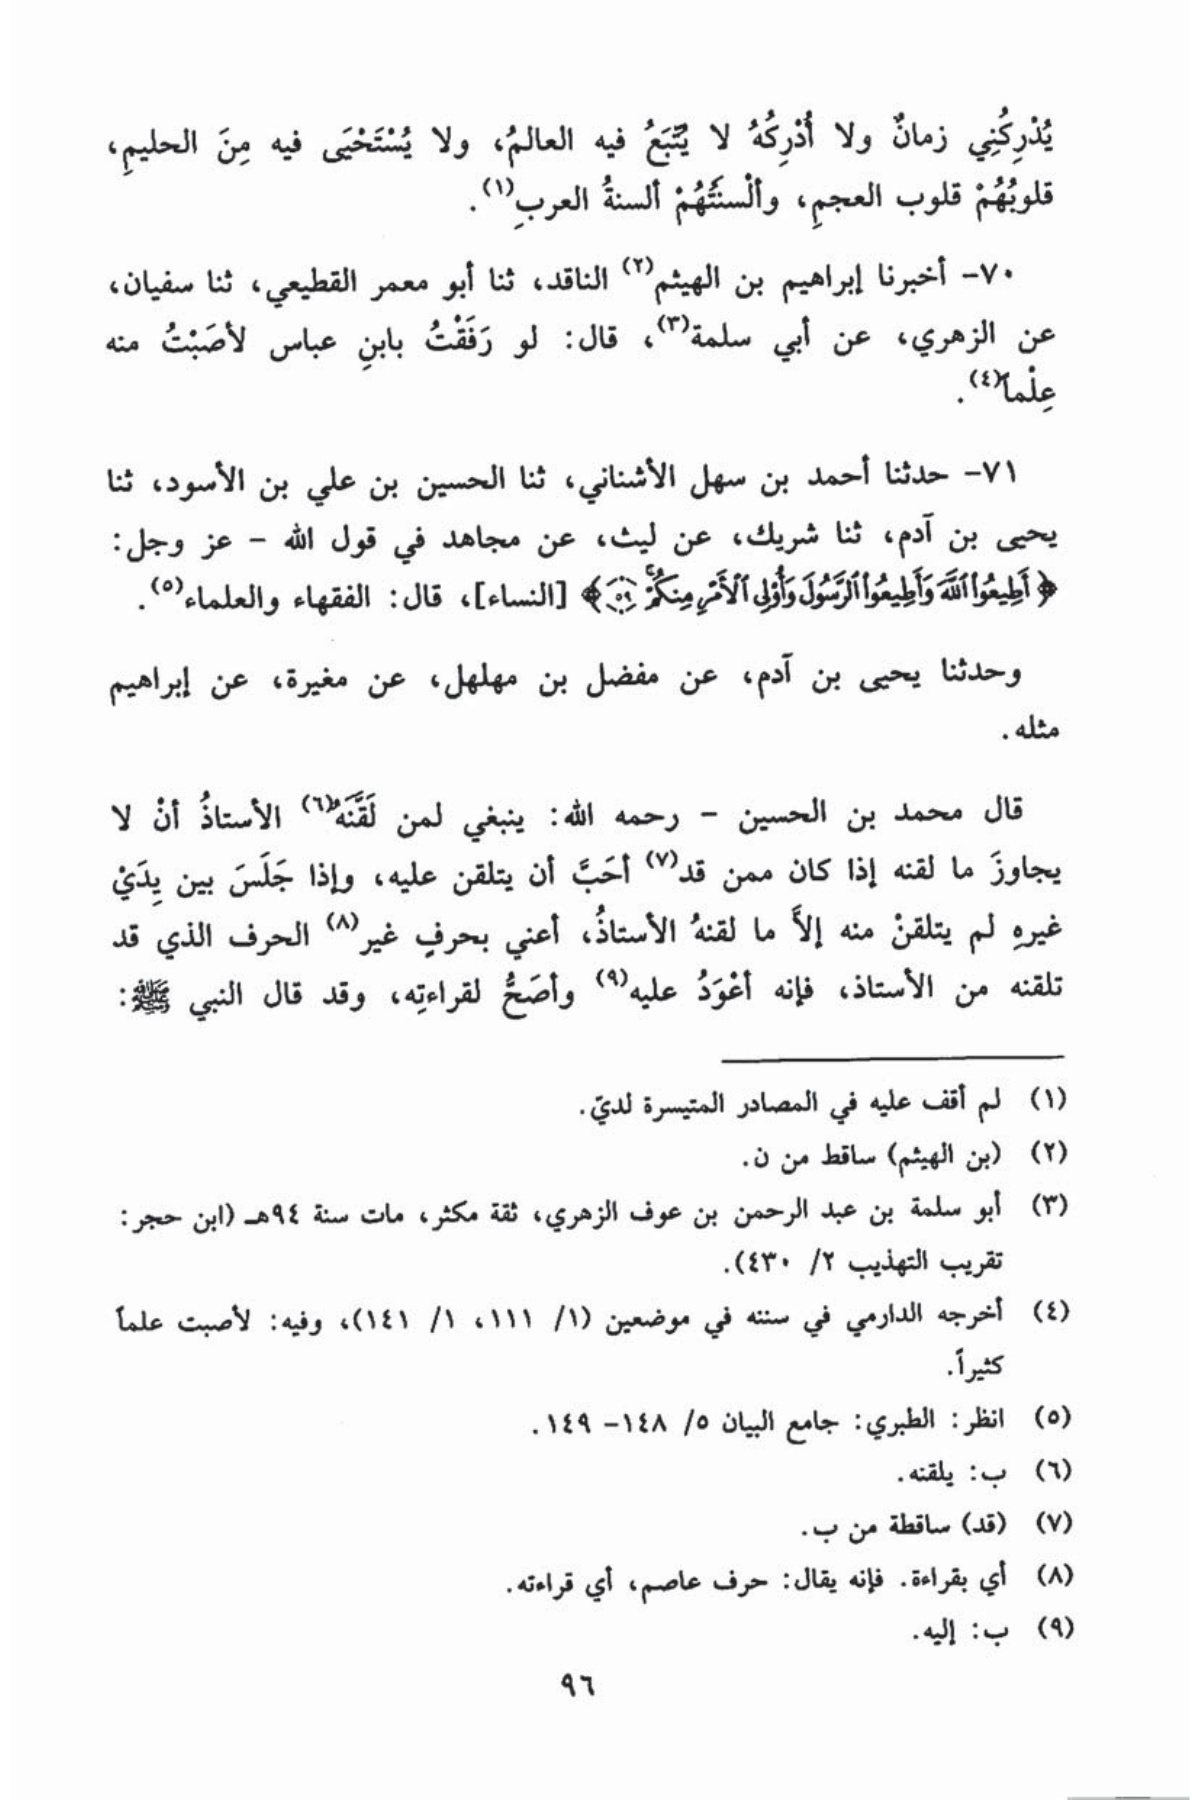 يُدْرِكُنِي زمانٌ ولا أُدْرِكُهُ لا يُتَّبَعُ فيه العالمُ، ولا يُسْتَحْيَى فيه مِنَ الحليمِ،
قلوبُهُمْ قلوب العجمِ، وألْسنَتُهُمْ ألسنةُ العربِ(١).
٧٠- أخبرنا إبراهيم بن الهيثم(٢) الناقد، ثنا أبو معمر القطيعي، ثنا سفيان،
عن الزهري، عن أبي سلمة(٣)، قال: لو رَفَقْتُ بابنِ عباس لأصَبْتُ منه
عِلْماً(٤).
٧١- حدثنا أحمد بن سهل الأشناني، ثنا الحسين بن علي بن الأسود، ثنا
يحيى بن آدم، ثنا شريك، عن ليث، عن مجاهد في قول الله - عز وجل:
﴿أَطِيعُوا۟ ٱللَّهَ وَأَطِيعُوا۟ ٱلرَّسُولَ وَأُو۟لِى ٱلْأَمْرِ مِنكُمْ ۖ ٥٩﴾ [النساء]، قال: الفقهاء والعلماء(٥).
وحدثنا يحيى بن آدم، عن مفضل بن مهلهل، عن مغيرة، عن إبراهيم
مثله.
قال محمد بن الحسين - رحمه الله: ينبغي لمن لَقَّنَهُ(٦) الأستاذُ أنْ لا
يجاوزَ ما لقنه إذا كان ممن قد(٧) أحَبَّ أن يتلقن عليه، وإذا جَلَسَ بين يِدَيْ
غيرهِ لم يتلقنْ منه إلاَّ ما لقنهُ الأستاذُ، أعني بحرفٍ غير(٨) الحرف الذي قد
تلقنه من الأستاذ، فإنه أعْوَدُ عليه(٩) وأصَحُّ لقراءتِه، وقد قال النبي ﷺ:
(١) لم أقف عليه في المصادر المتيسرة لديّ.
(٢) (بن الهيثم) ساقط من ن.
(٣) أبو سلمة بن عبد الرحمن بن عوف الزهري، ثقة مكثر، مات سنة ٩٤هـ (ابن حجر:
تقريب التهذيب ٢/ ٤٣٠).
(٤) أخرجه الدارمي في سننه في موضعين (١/ ١١١، ١/ ١٤١)، وفيه: لأصبت علماً
كثيراً.
(٥) انظر: الطبري: جامع البيان ٥/ ١٤٨- ١٤٩.
(٦) ب: يلقنه.
(٧) (قد) ساقطة من ب.
(٨) أي بقراءة. فإنه يقال: حرف عاصم، أي قراءته.
(٩) ب: إليه.
٩٦